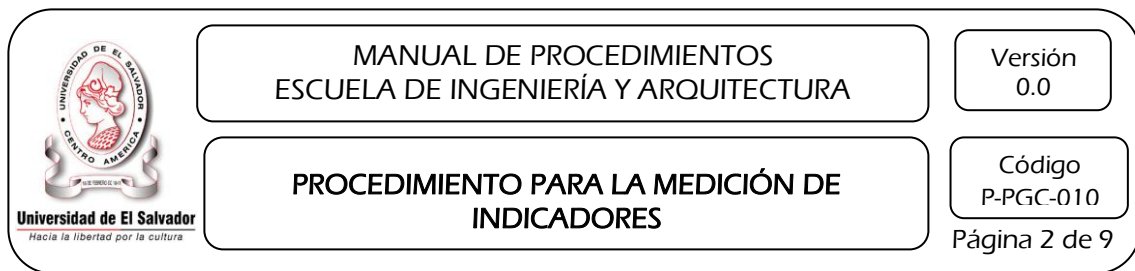 UNIVERSIDAD DE EL SALVADOR
CENTRO AMERICA
Universidad de El Salvador
Hacia la libertad por la cultura
MANUAL DE PROCEDIMIENTOS
ESCUELA DE INGENIERÍA Y ARQUITECTURA
Versión
0.0
PROCEDIMIENTO PARA LA MEDICIÓN DE
INDICADORES
Código
P-PGC-010
Página 2 de 9